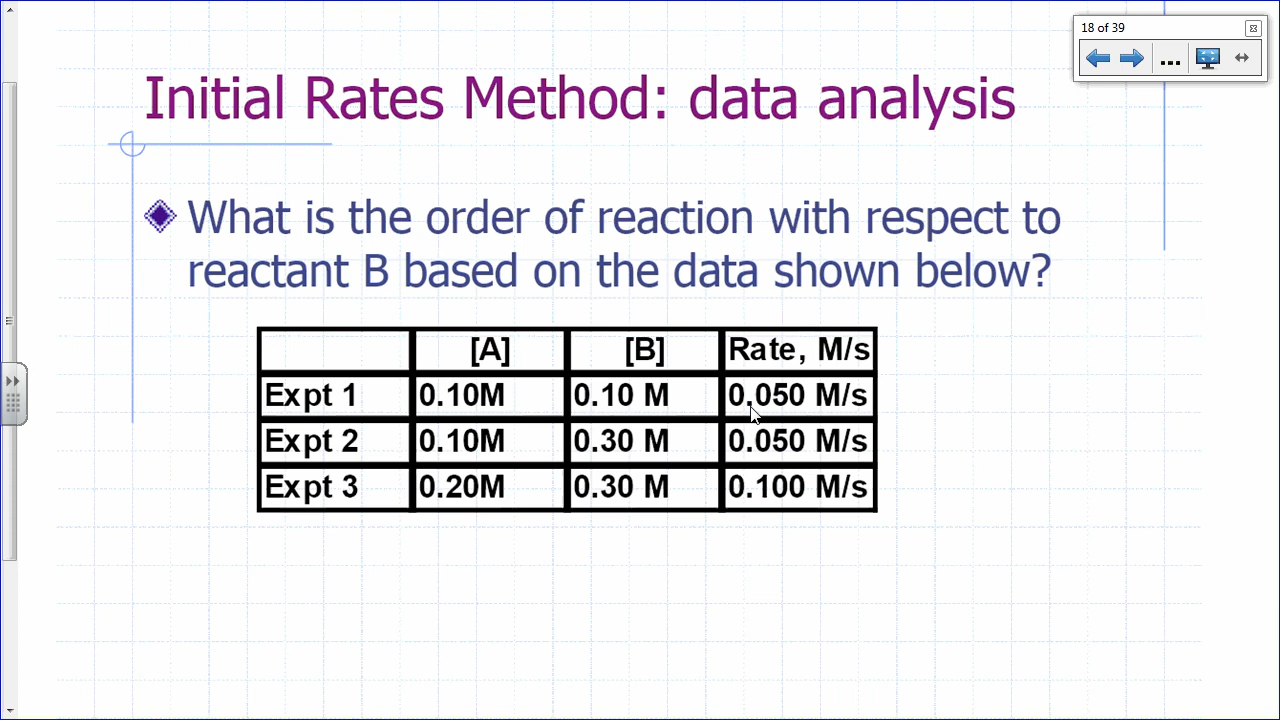 18 of 39
Initial Rates Method: data analysis
What is the order of reaction with respect to
reactant B based on the data shown below?
[A] [B] Rate, M/s
Expt 1 0.10M 0.10 M 0.050 M/s
Expt 2 0.10M 0.30 M 0.050 M/s
Expt 3 0.20M 0.30 M 0.100 M/s